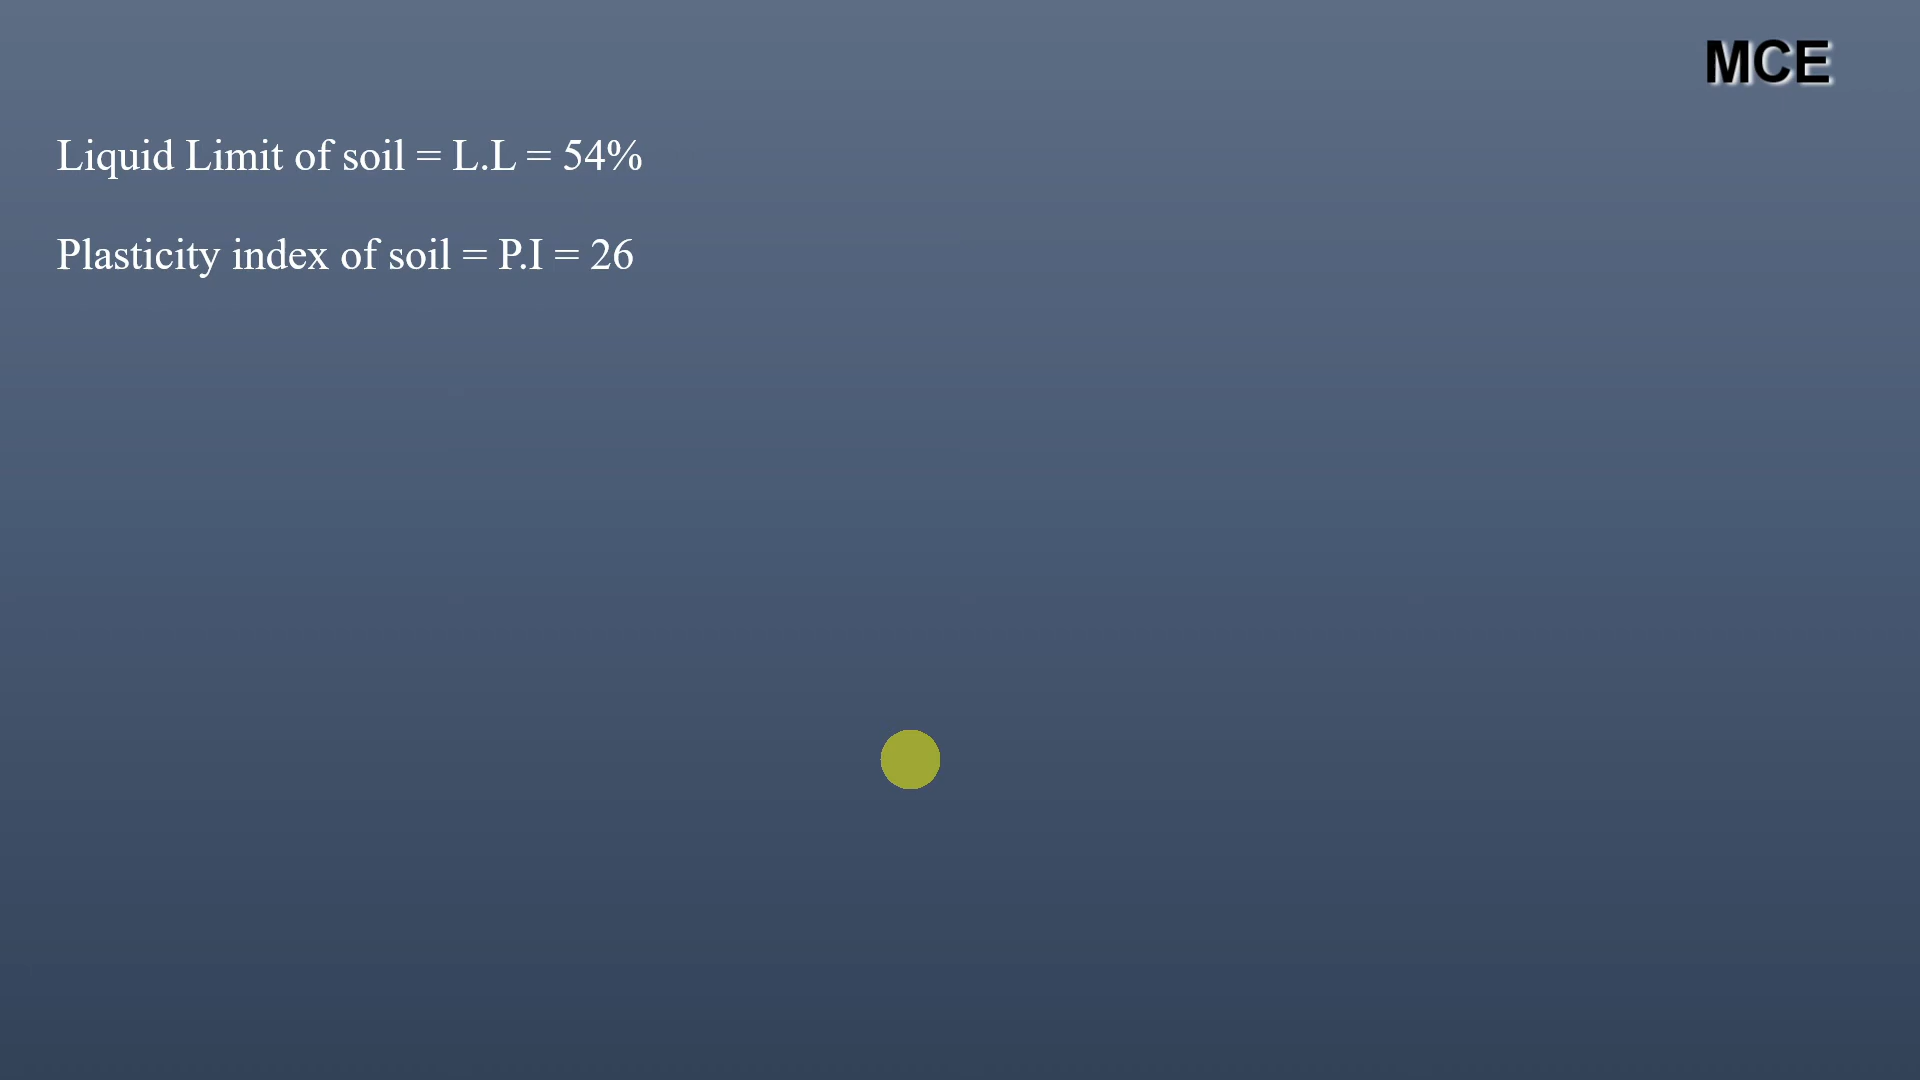 MCE
Liquid Limit of soil = L.L = 54%
Plasticity index of soil = P.I = 26